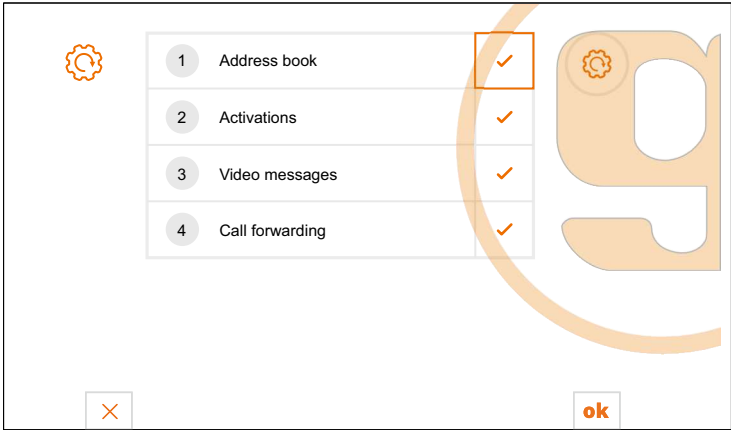 1 Address book
2 Activations
3 Video messages
4 Call forwarding
ok